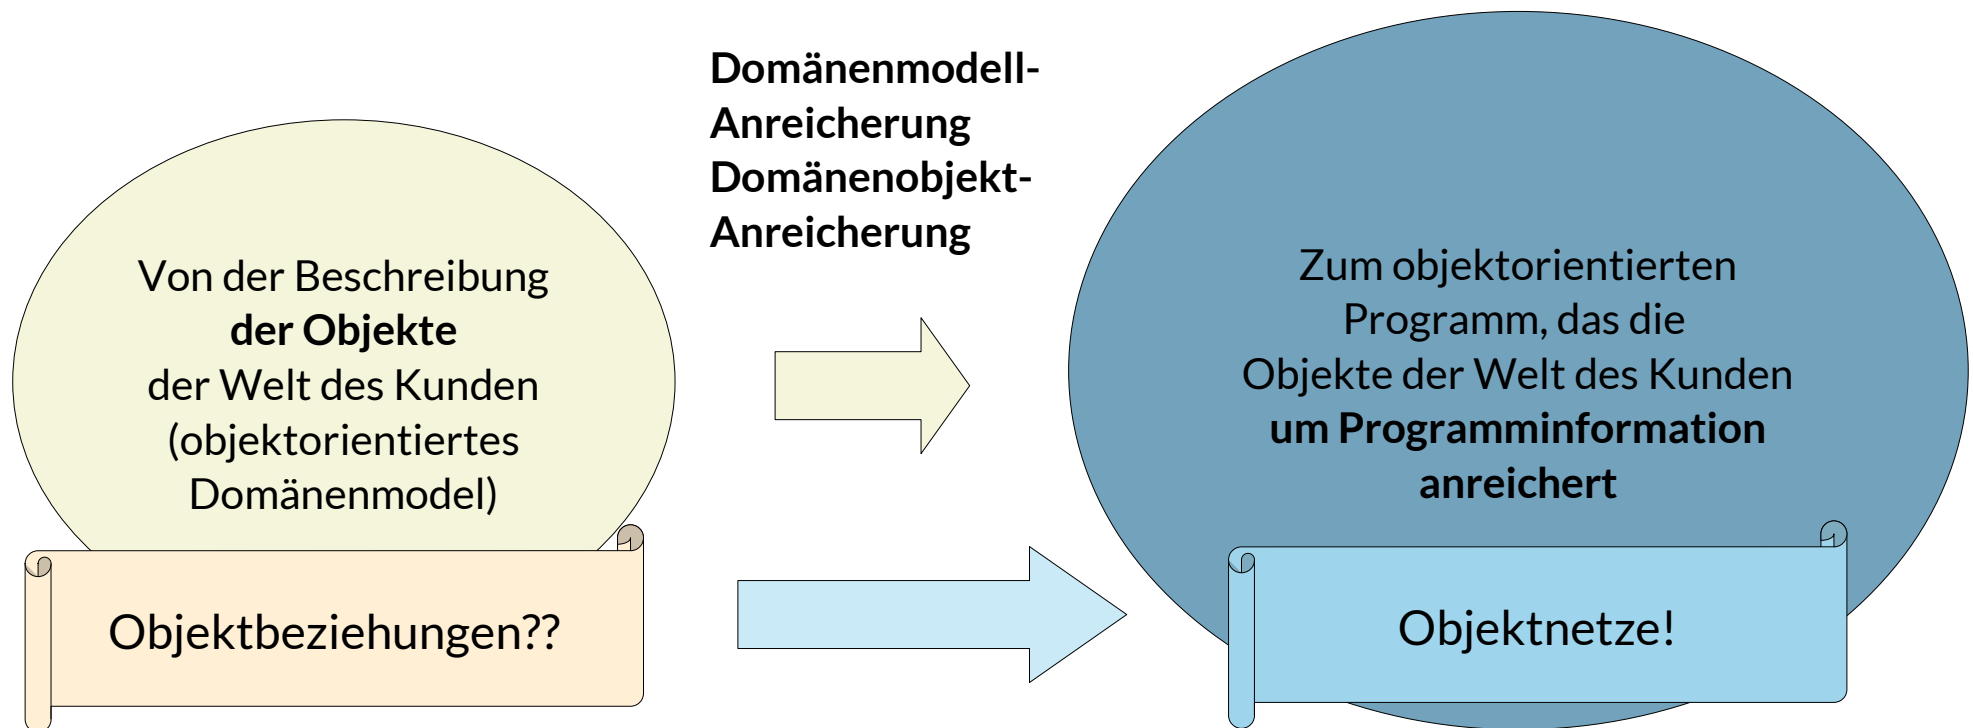 Domänenmodell-
Anreicherung
Domänenobjekt-
Anreicherung
Von der Beschreibung
der Objekte
der Welt des Kunden
(objektorientiertes
Domänenmodel)
Objektbeziehungen??
Zum objektorientierten
Programm, das die
Objekte der Welt des Kunden
um Programminformation
anreichert
Objektnetze!